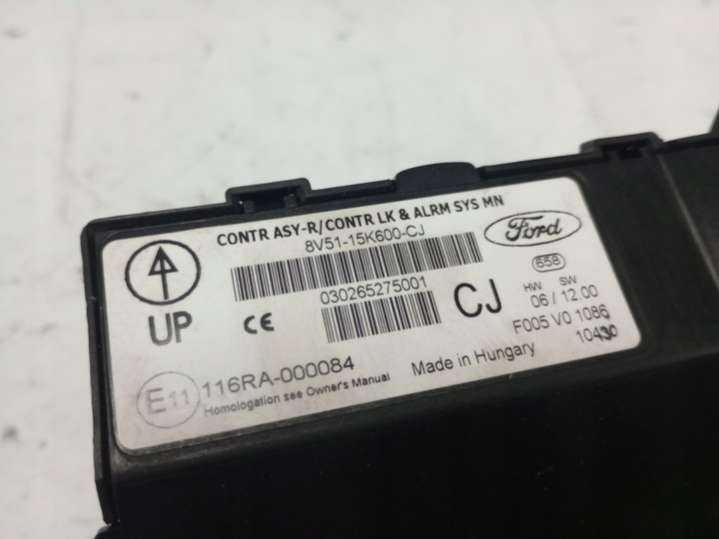 CONTR ASY-R/CONTR LK & ALRM SYS MN
8V51-15K600-CJ
Ford
UP
658
030265275001
CJ
HW SW
06 / 12.00
CE
F005 V0 1086
10430
E11
116RA-000084
Made in Hungary
Homologation see Owner's Manual